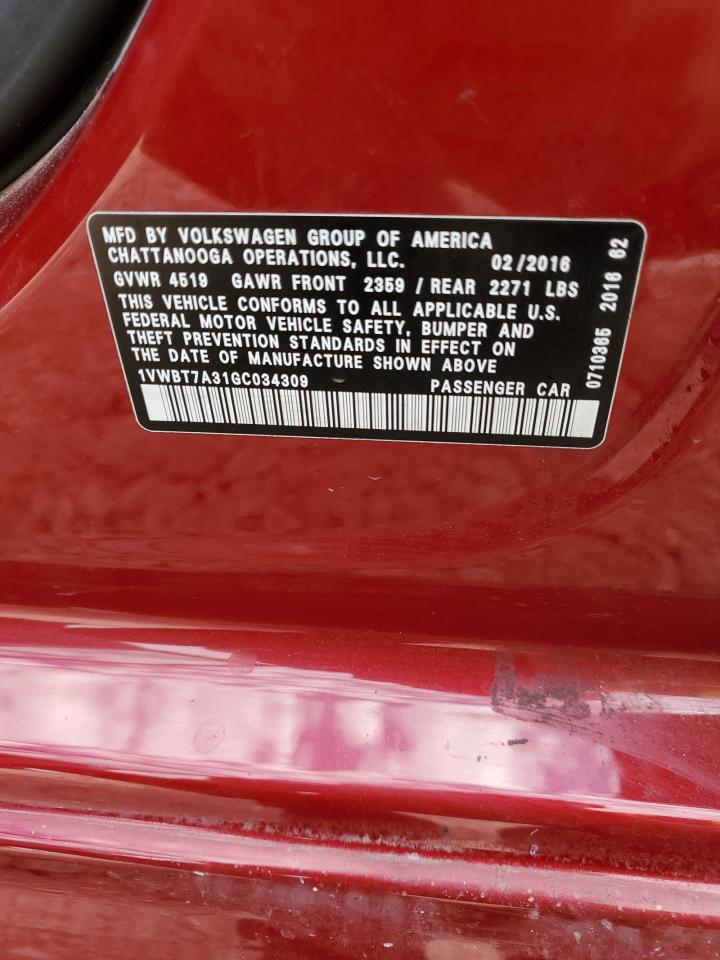 MFD BY VOLKSWAGEN GROUP OF AMERICA
CHATTANOOGA OPERATIONS, LLC. 02/2016
GVWR 4519 GAWR FRONT 2359 / REAR 2271 LBS
THIS VEHICLE CONFORMS TO ALL APPLICABLE U.S.
FEDERAL MOTOR VEHICLE SAFETY, BUMPER AND
THEFT PREVENTION STANDARDS IN EFFECT ON
THE DATE OF MANUFACTURE SHOWN ABOVE
1VWBT7A31GC034309 PASSENGER CAR
0710365 2016 62